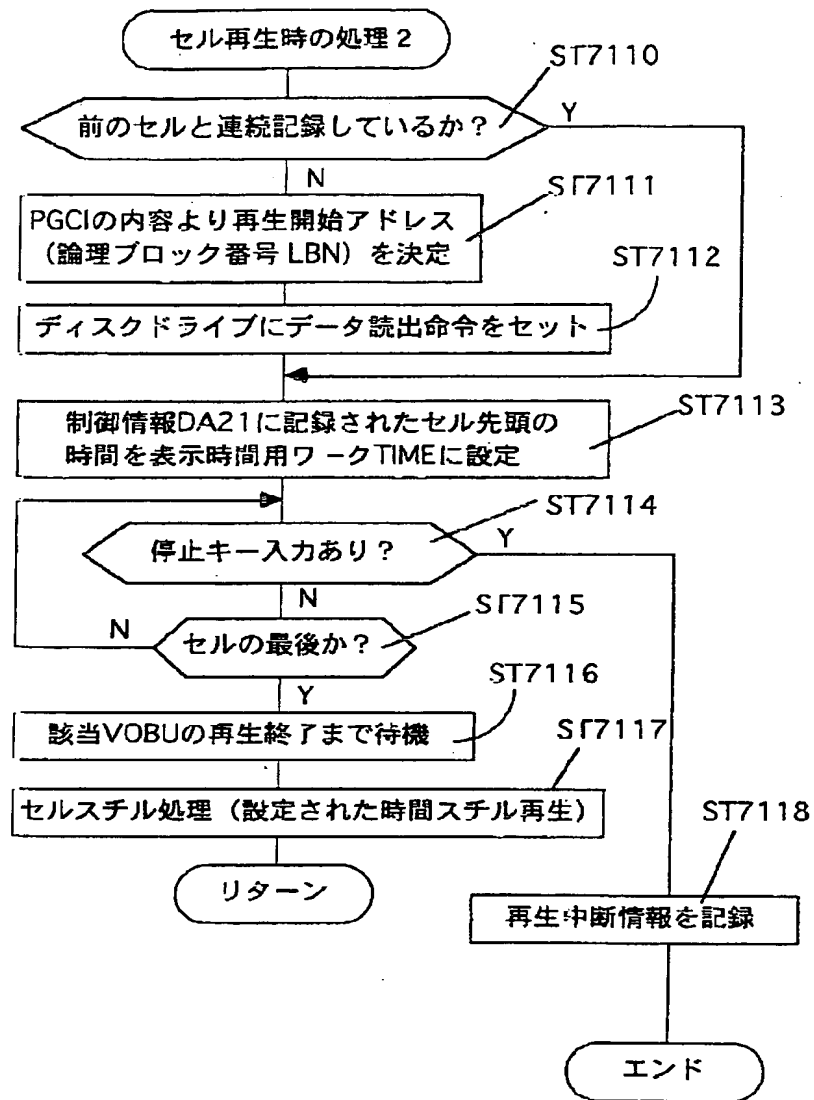 セル再生時の処理2
ST7110
前のセルと連続記録しているか?
Y
N
ST7111
PGCIの内容より再生開始アドレス
(論理ブロック番号 LBN)を決定
ST7112
ディスクドライブにデータ読出命令をセット
ST7113
制御情報DA21に記録されたセル先頭の
時間を表示時間用ワークTIMEに設定
ST7114
停止キー入力あり?
Y
N
ST7115
セルの最後か?
N
Y
ST7116
該当VOBUの再生終了まで待機
ST7117
セルスチル処理(設定された時間スチル再生)
ST7118
リターン
再生中断情報を記録
エンド